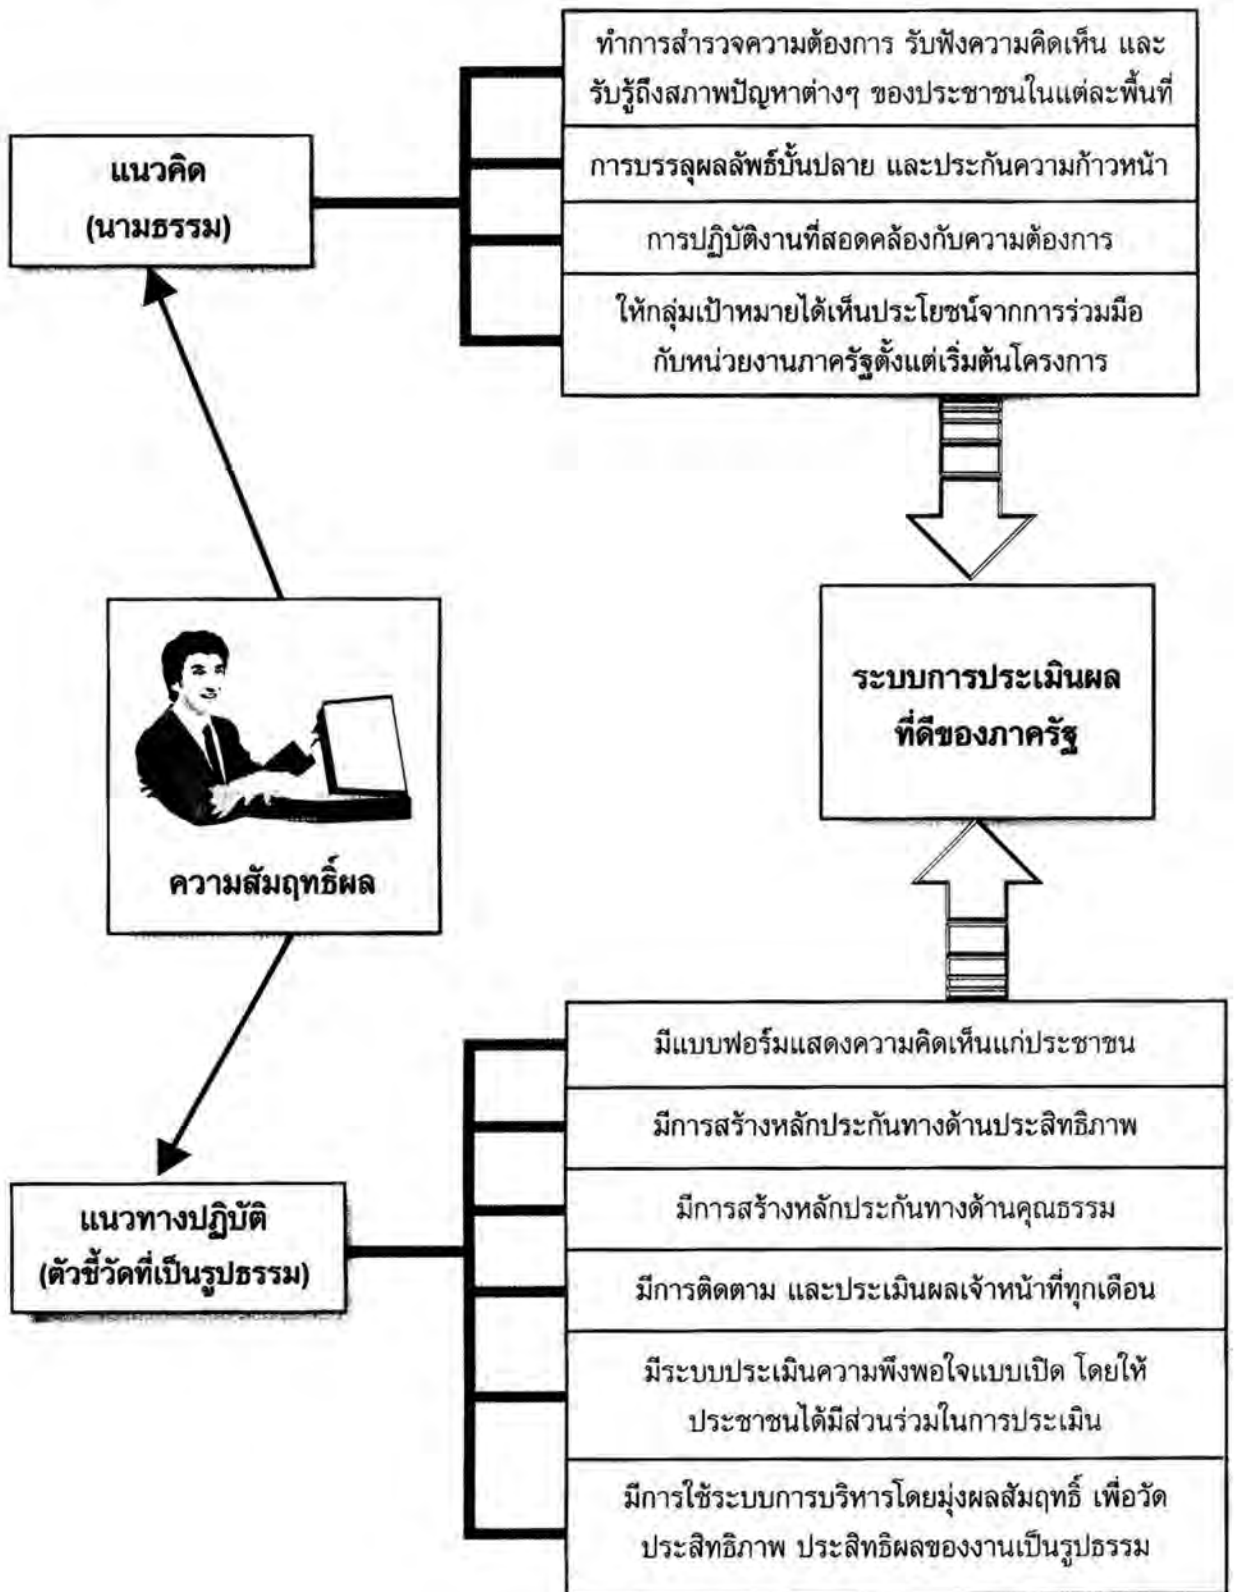 ทำการสำรวจความต้องการ รับฟังความคิดเห็น และ
รับรู้ถึงสภาพปัญหาต่างๆ ของประชาชนในแต่ละพื้นที่
การบรรลุผลลัพธ์บั้นปลาย และประกันความก้าวหน้า
การปฏิบัติงานที่สอดคล้องกับความต้องการ
ให้กลุ่มเป้าหมายได้เห็นประโยชน์จากการร่วมมือ
กับหน่วยงานภาครัฐตั้งแต่เริ่มต้นโครงการ
แนวคิด
(นามธรรม)
ระบบการประเมินผล
ที่ดีของภาครัฐ
ความสัมฤทธิ์ผล
แนวทางปฏิบัติ
(ตัวชี้วัดที่เป็นรูปธรรม)
มีแบบฟอร์มแสดงความคิดเห็นแก่ประชาชน
มีการสร้างหลักประกันทางด้านประสิทธิภาพ
มีการสร้างหลักประกันทางด้านคุณธรรม
มีการติดตาม และประเมินผลเจ้าหน้าที่ทุกเดือน
มีระบบประเมินความพึงพอใจแบบเปิด โดยให้
ประชาชนได้มีส่วนร่วมในการประเมิน
มีการใช้ระบบการบริหารโดยมุ่งผลสัมฤทธิ์ เพื่อวัด
ประสิทธิภาพ ประสิทธิผลของงานเป็นรูปธรรม